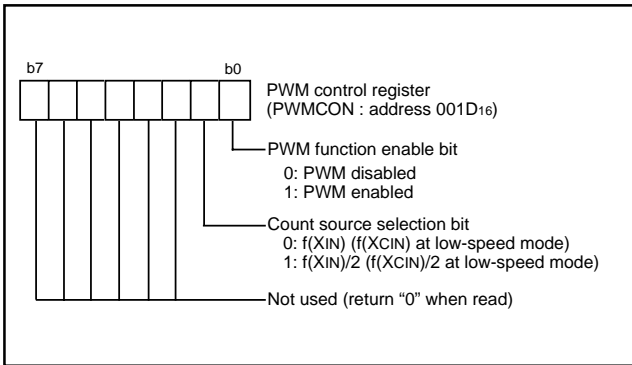 b7 b0
PWM control register
(PWMCON : address 001D16)
PWM function enable bit
0: PWM disabled
1: PWM enabled
Count source selection bit
0: f(XIN) (f(XCIN) at low-speed mode)
1: f(XIN)/2 (f(XCIN)/2 at low-speed mode)
Not used (return “0” when read)